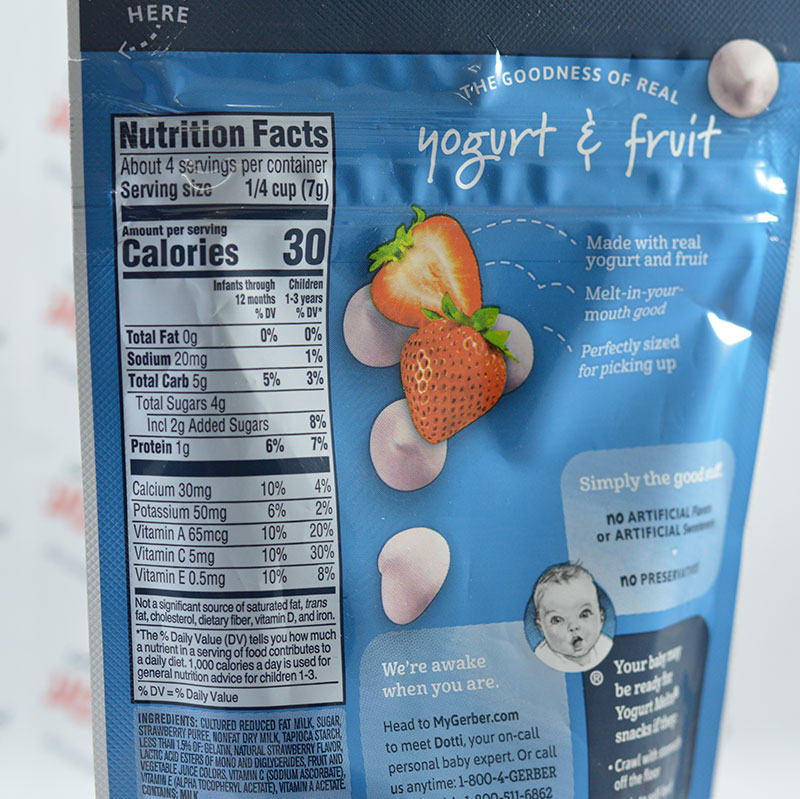 HERE
THE GOODNESS OF REAL
yogurt & fruit
Nutrition Facts
About 4 servings per container
Serving size 1/4 cup (7g)
Amount per serving
Calories 30
Infants through 12 months % DV
Children 1-3 years % DV*
Total Fat 0g 0% 0%
Sodium 20mg 1%
Total Carb 5g 5% 3%
Total Sugars 4g
Incl 2g Added Sugars 8%
Protein 1g 6% 7%
Calcium 30mg 10% 4%
Potassium 50mg 6% 2%
Vitamin A 65mcg 10% 20%
Vitamin C 5mg 10% 30%
Vitamin E 0.5mg 10% 8%
Not a significant source of saturated fat, trans
fat, cholesterol, dietary fiber, vitamin D, and iron.
*The % Daily Value (DV) tells you how much
a nutrient in a serving of food contributes to
a daily diet. 1,000 calories a day is used for
general nutrition advice for children 1-3.
% DV = % Daily Value
INGREDIENTS: CULTURED REDUCED FAT MILK, SUGAR,
STRAWBERRY PUREE, NONFAT DRY MILK, TAPIOCA STARCH,
LESS THAN 1.5% OF: GELATIN, NATURAL STRAWBERRY FLAVOR,
LACTIC ACID ESTERS OF MONO AND DIGLYCERIDES, FRUIT AND
VEGETABLE JUICE COLORS, VITAMIN C (SODIUM ASCORBATE),
VITAMIN E (ALPHA TOCOPHERYL ACETATE), VITAMIN A ACETATE.
CONTAINS: MILK
Made with real
yogurt and fruit
Melt-in-your-
mouth good
Perfectly sized
for picking up
Simply the good stuff.
no ARTIFICIAL Flavors
or ARTIFICIAL Sweeteners
no PRESERVATIVES
We're awake
when you are.
Head to MyGerber.com
to meet Dotti, your on-call
personal baby expert. Or call
us anytime: 1-800-4-GERBER
1-800-511-6862
®
Your baby may
be ready for
Yogurt Melts®
snacks if they:
• Crawl with
off the floor